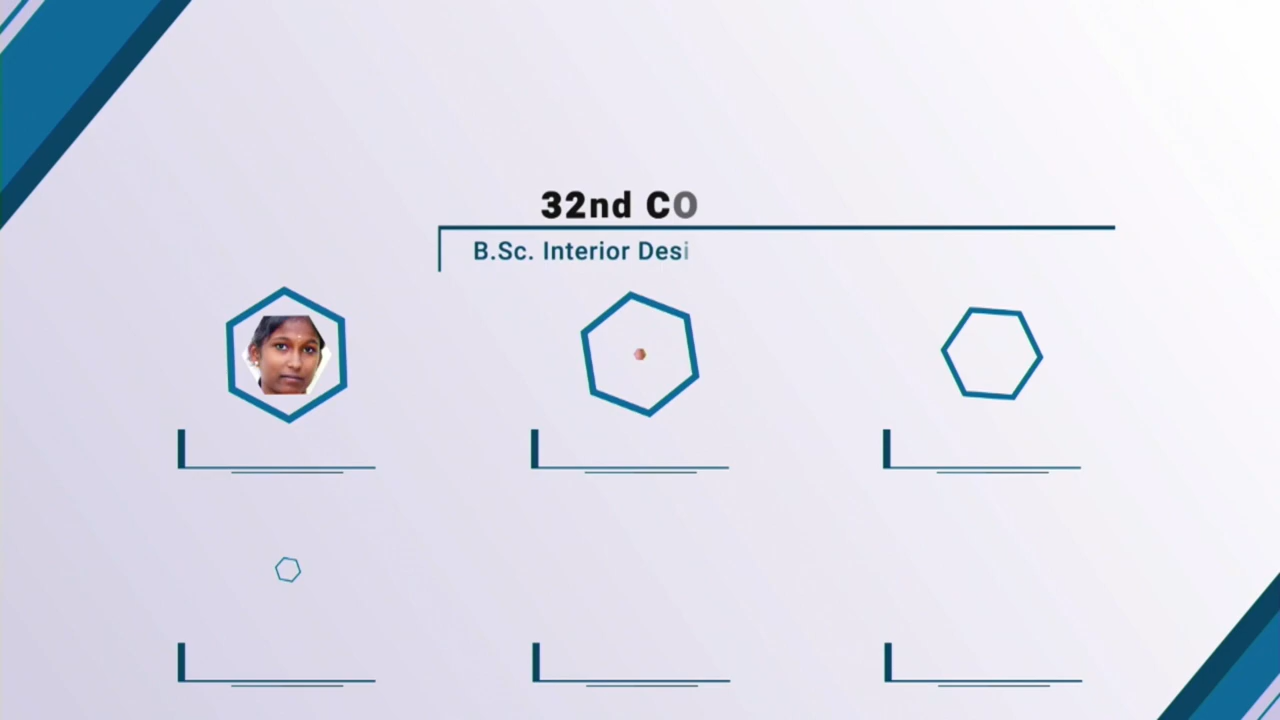 32nd CO
B.Sc. Interior Desi